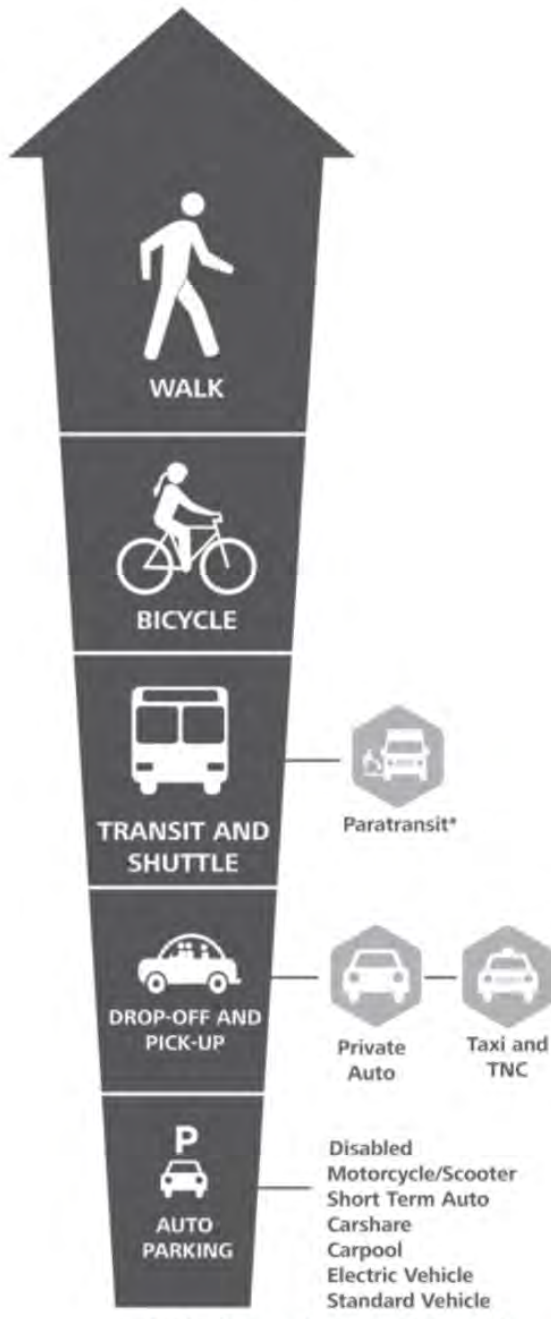 WALK
BICYCLE
TRANSIT AND
SHUTTLE
Paratransit*
DROP-OFF AND
PICK-UP
Private
Auto
Taxi and
TNC
P
AUTO
PARKING
Disabled
Motorcycle/Scooter
Short Term Auto
Carshare
Carpool
Electric Vehicle
Standard Vehicle